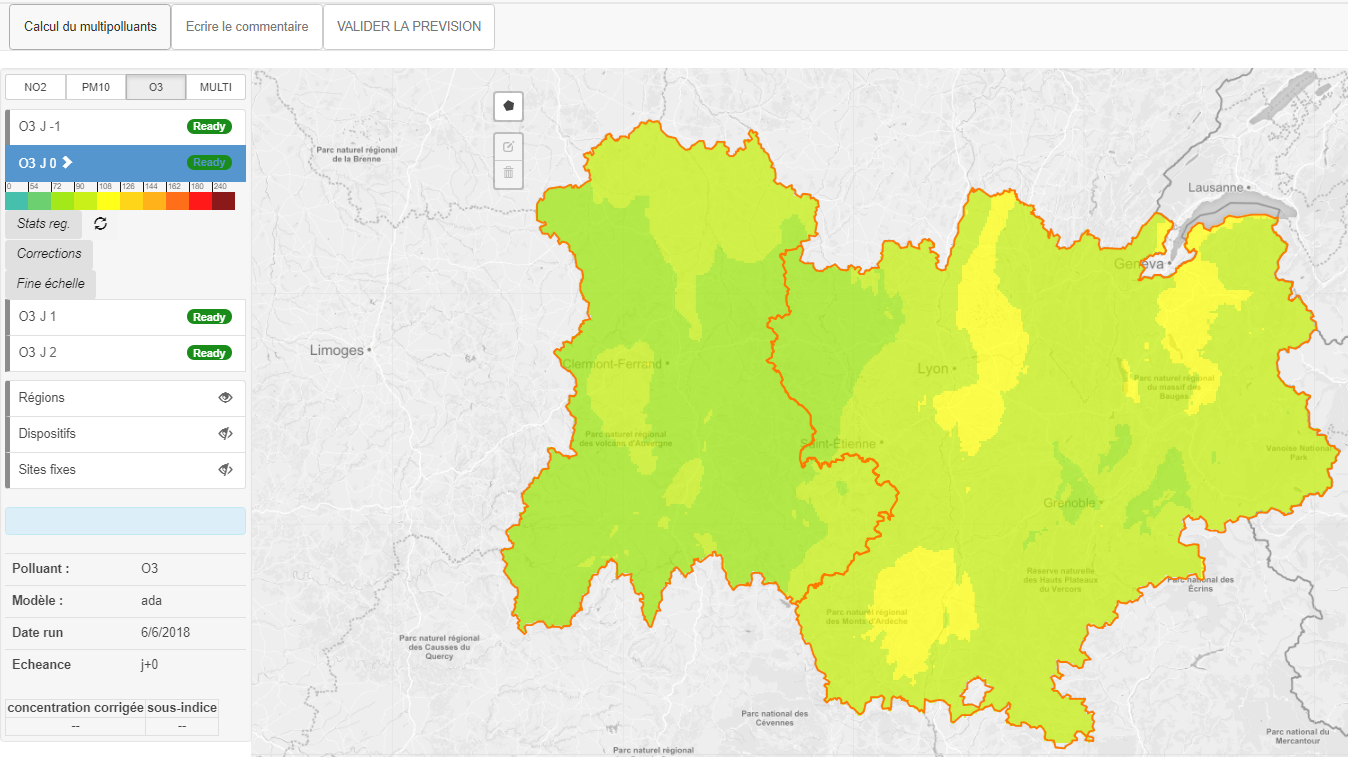 Calcul du multipolluants
Ecrire le commentaire
VALIDER LA PREVISION
NO2
PM10
O3
MULTI
O3 J -1
Ready
O3 J 0
Ready
0 54 72 90 108 126 144 162 180 240
Stats reg.
Corrections
Fine échelle
O3 J 1
Ready
O3 J 2
Ready
Régions
Dispositifs
Sites fixes
Polluant :
O3
Modèle :
ada
Date run
6/6/2018
Echeance
j+0
concentration corrigée
sous-indice
--
--
Parc naturel régional
de la Brenne
Lausanne
Geneva
Limoges
Clermont-Ferrand
Lyon
Parc naturel régional
du massif des
Bauges
Parc naturel régional
des volcans d'Auvergne
Saint-Étienne
Vanoise National
Park
Grenoble
Réserve naturelle
des Hauts Plateaux
du Vercors
Parc national des
Écrins
Parc naturel régional
des Monts d'Ardèche
Parc naturel régional
des Causses du
Quercy
Parc national des
Cévennes
Parc national du
Mercantour
Parc naturel régional